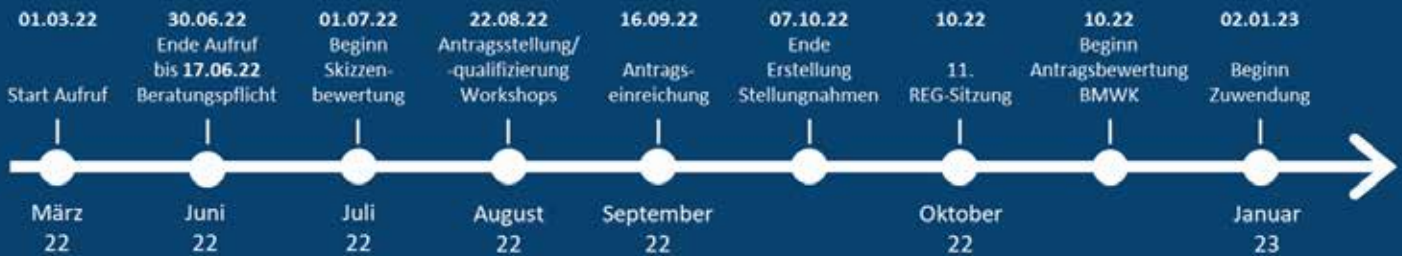 01.03.22
Start Aufruf
30.06.22
Ende Aufruf
bis 17.06.22
Beratungspflicht
01.07.22
Beginn
Skizzen-
bewertung
22.08.22
Antragsstellung/
-qualifizierung
Workshops
16.09.22
Antrags-
einreichung
07.10.22
Ende
Erstellung
Stellungnahmen
10.22
11.
REG-Sitzung
10.22
Beginn
Antragsbewertung
BMWK
02.01.23
Beginn
Zuwendung
März
22
Juni
22
Juli
22
August
22
September
22
Oktober
22
Januar
23